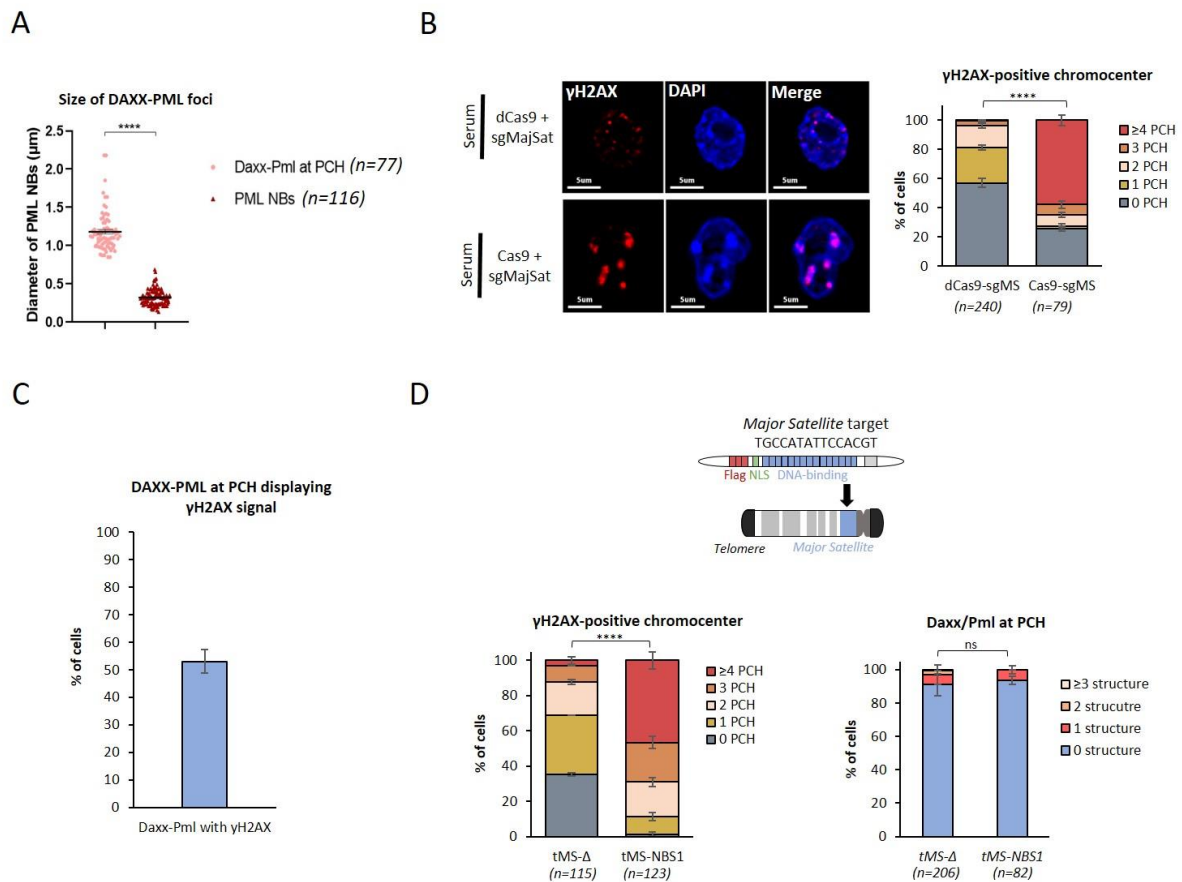 A
Size of DAXX-PML foci
****
Diameter of PML NBs (µm)
2.5
2.0
1.5
1.0
0.5
0.0
Daxx-Pml at PCH (n=77)
PML NBs (n=116)
B
Serum
dCas9 +
sgMajSat
γH2AX
DAPI
Merge
5um
5um
5um
Serum
Cas9 +
sgMajSat
5um
5um
5um
γH2AX-positive chromocenter
****
% of cells
100
80
60
40
20
0
≥4 PCH
3 PCH
2 PCH
1 PCH
0 PCH
dCas9-sgMS
(n=240)
Cas9-sgMS
(n=79)
C
DAXX-PML at PCH displaying
γH2AX signal
% of cells
100
90
80
70
60
50
40
30
20
10
0
Daxx-Pml with γH2AX
D
Major Satellite target
TGCCATATTCCACGT
Flag NLS DNA-binding
Telomere
Major Satellite
γH2AX-positive chromocenter
****
% of cells
100
80
60
40
20
0
≥4 PCH
3 PCH
2 PCH
1 PCH
0 PCH
tMS-Δ
(n=115)
tMS-NBS1
(n=123)
Daxx/Pml at PCH
ns
% of cells
100
80
60
40
20
0
≥3 structure
2 strucutre
1 structure
0 structure
tMS-Δ
(n=206)
tMS-NBS1
(n=82)